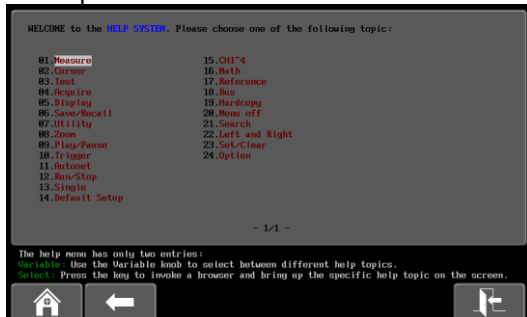 WELCOME to the HELP SYSTEM. Please choose one of the following topic:
01.Measure
02.Cursor
03.Test
04.Acquire
05.Display
06.Save/Recall
07.Utility
08.Zoom
09.Play/Pause
10.Trigger
11.Autoset
12.Run/Stop
13.Single
14.Default Setup
15.CH1~4
16.Math
17.Reference
18.Bus
19.Hardcopy
20.Menu off
21.Search
22.Left and Right
23.Set/Clear
24.Option
- 1/1 -
The help menu has only two entries:
Variable: Use the Variable knob to select between different help topics.
Select: Press the key to invoke a browser and bring up the specific help topic on the screen.